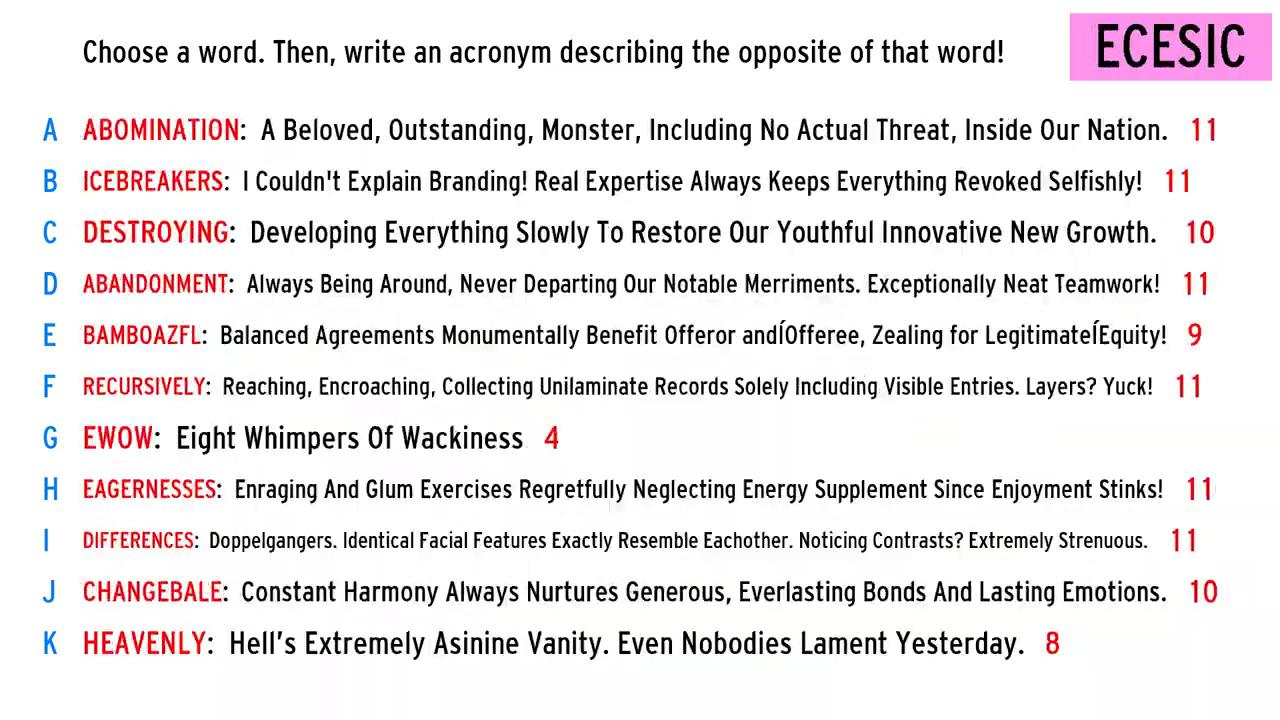 Choose a word. Then, write an acronym describing the opposite of that word!
ECESIC
A ABOMINATION: A Beloved, Outstanding, Monster, Including No Actual Threat, Inside Our Nation. 11
B ICEBREAKERS: I Couldn't Explain Branding! Real Expertise Always Keeps Everything Revoked Selfishly! 11
C DESTROYING: Developing Everything Slowly To Restore Our Youthful Innovative New Growth. 10
D ABANDONMENT: Always Being Around, Never Departing Our Notable Merriments. Exceptionally Neat Teamwork! 11
E BAMBOAZFL: Balanced Agreements Monumentally Benefit Offeror andÍOfferee, Zealing for LegitimateÍEquity! 9
F RECURSIVELY: Reaching, Encroaching, Collecting Unilaminate Records Solely Including Visible Entries. Layers? Yuck! 11
G EWOW: Eight Whimpers Of Wackiness 4
H EAGERNESSES: Enraging And Glum Exercises Regretfully Neglecting Energy Supplement Since Enjoyment Stinks! 11
I DIFFERENCES: Doppelgangers. Identical Facial Features Exactly Resemble Eachother. Noticing Contrasts? Extremely Strenuous. 11
J CHANGEBALE: Constant Harmony Always Nurtures Generous, Everlasting Bonds And Lasting Emotions. 10
K HEAVENLY: Hell's Extremely Asinine Vanity. Even Nobodies Lament Yesterday. 8